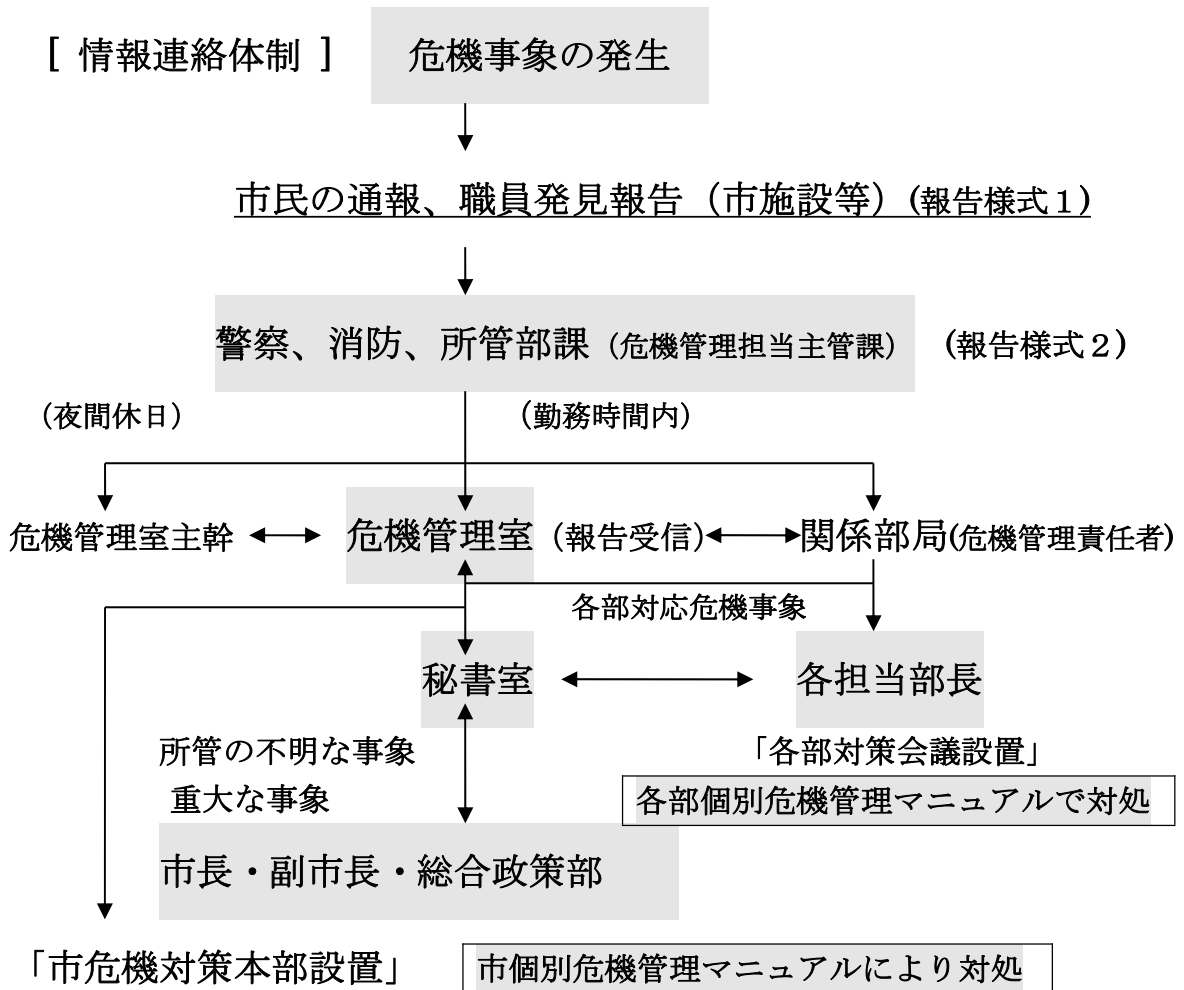 [ 情報連絡体制 ] 危機事象の発生
市民の通報、職員発見報告（市施設等）(報告様式１)
警察、消防、所管部課（危機管理担当主管課） (報告様式２)
（夜間休日） （勤務時間内）
危機管理室主幹 危機管理室（報告受信） 関係部局(危機管理責任者)
各部対応危機事象
秘書室 各担当部長
所管の不明な事象 「各部対策会議設置」
重大な事象 各部個別危機管理マニュアルで対処
市長・副市長・総合政策部
「市危機対策本部設置」 市個別危機管理マニュアルにより対処